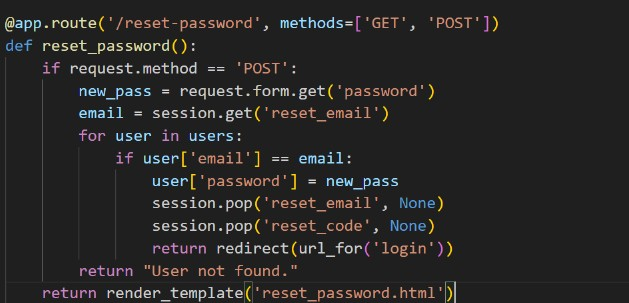 @app.route('/reset-password', methods=['GET', 'POST'])
def reset_password():
    if request.method == 'POST':
        new_pass = request.form.get('password')
        email = session.get('reset_email')
        for user in users:
            if user['email'] == email:
                user['password'] = new_pass
                session.pop('reset_email', None)
                session.pop('reset_code', None)
                return redirect(url_for('login'))
        return "User not found."
    return render_template('reset_password.html')